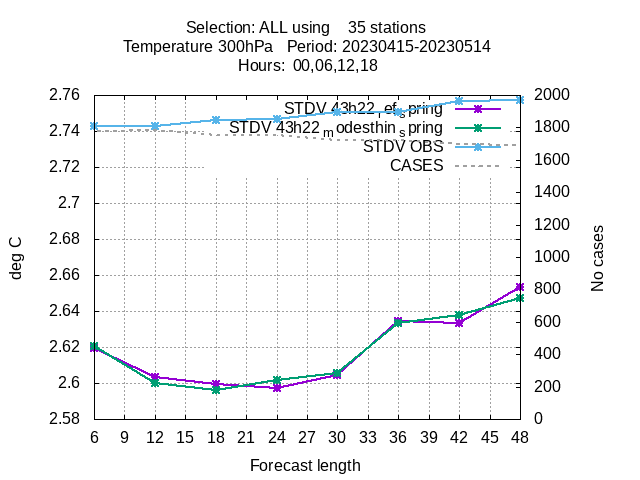 Selection: ALL using 35 stations
Temperature 300hPa Period: 20230415-20230514
Hours: 00,06,12,18
STDV 43h22_ref_spring
STDV 43h22_modesthin_spring
STDV OBS
CASES
2.76
2.74
2.72
2.7
2.68
2.66
2.64
2.62
2.6
2.58
deg C
2000
1800
1600
1400
1200
1000
800
600
400
200
0
No cases
6 9 12 15 18 21 24 27 30 33 36 39 42 45 48
Forecast length